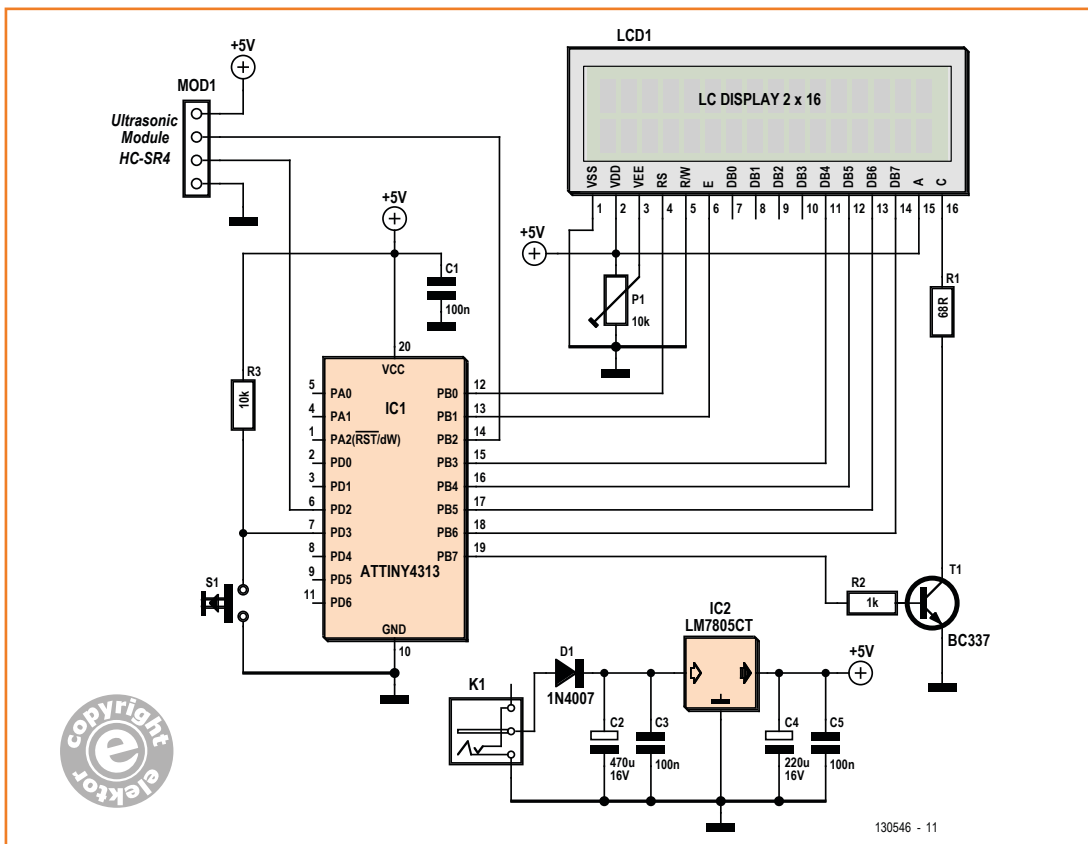 LCD1
+5V
MOD1
Ultrasonic
Module
HC-SR4
LC DISPLAY 2 x 16
VSS VDD VEE RS R/W E DB0 DB1 DB2 DB3 DB4 DB5 DB6 DB7 A C
1 2 3 4 5 6 7 8 9 10 11 12 13 14 15 16
+5V
+5V
C1
100n
P1
10k
R1
68R
R3
10k
20
VCC
IC1
5 PA0 PB0 12
4 PA1 PB1 13
1 PA2(RST/dW) PB2 14
2 PD0 PB3 15
3 PD1 PB4 16
6 PD2 PB5 17
7 PD3 PB6 18
8 PD4 PB7 19
9 PD5
11 PD6
ATTINY4313
GND
10
S1
R2
1k
T1
BC337
IC2
LM7805CT
+5V
D1
1N4007
K1
C2
470u
16V
C3
100n
C4
220u
16V
C5
100n
copyright
e
elektor
130546 - 11